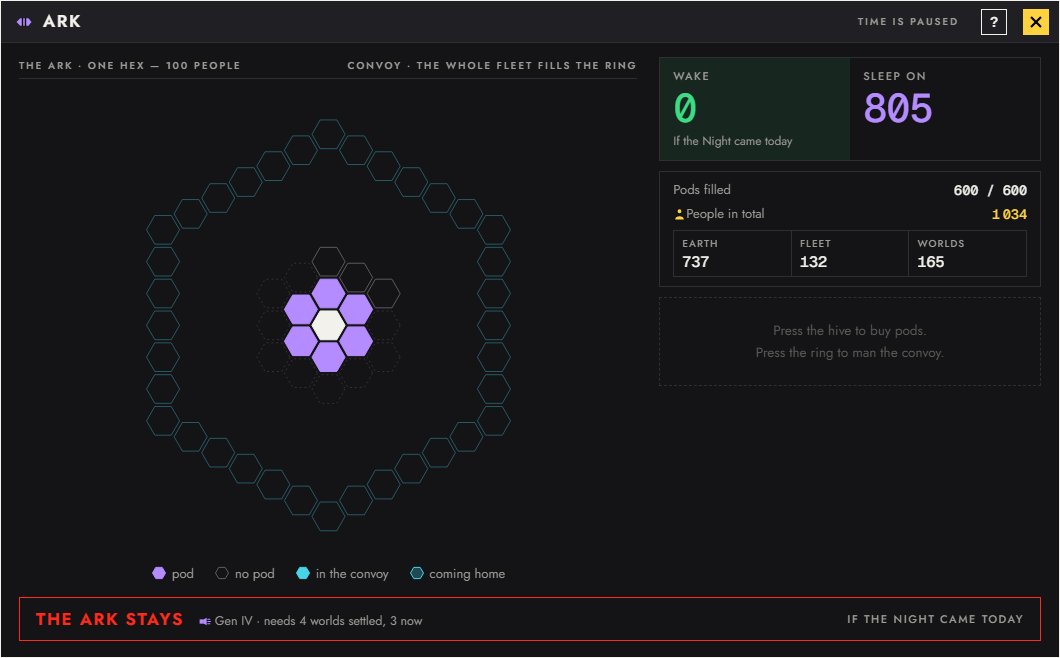 ARK
TIME IS PAUSED
?
THE ARK · ONE HEX — 100 PEOPLE
CONVOY · THE WHOLE FLEET FILLS THE RING
WAKE
0
If the Night came today
SLEEP ON
805
Pods filled
600 / 600
People in total
1 034
EARTH
737
FLEET
132
WORLDS
165
Press the hive to buy pods.
Press the ring to man the convoy.
pod
no pod
in the convoy
coming home
THE ARK STAYS
Gen IV · needs 4 worlds settled, 3 now
IF THE NIGHT CAME TODAY